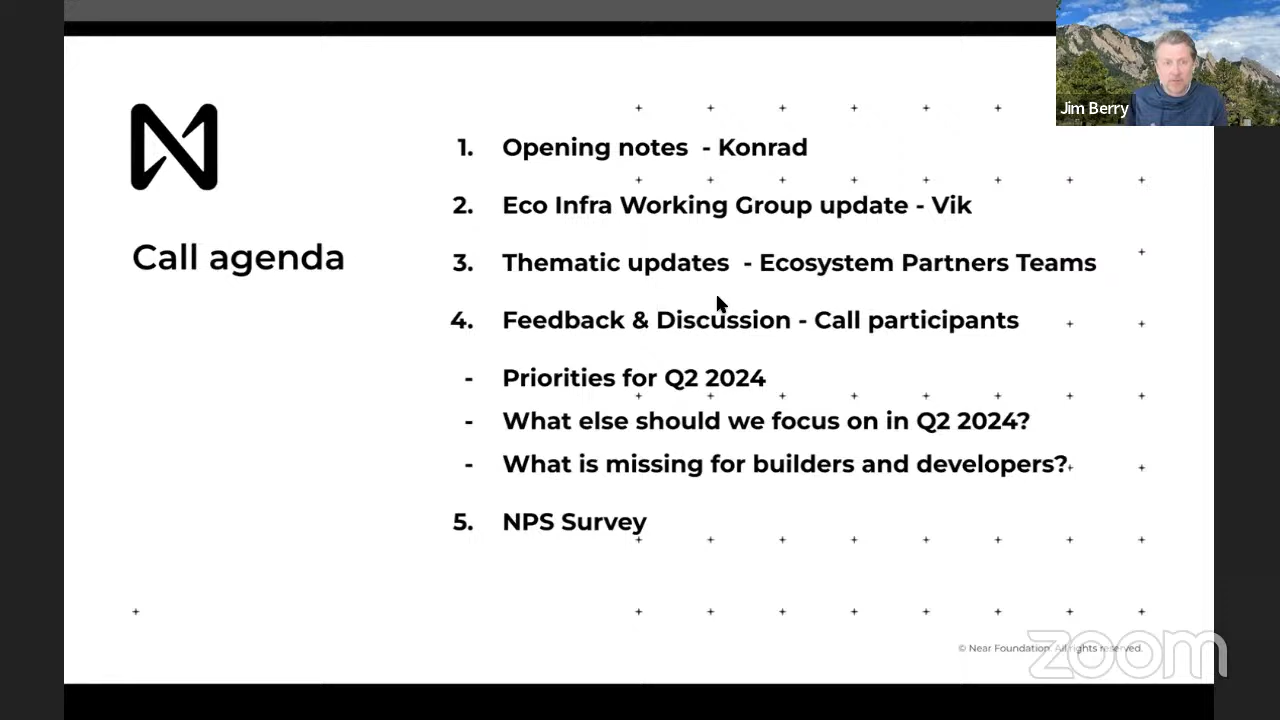 Jim Berry
Call agenda
1. Opening notes - Konrad
2. Eco Infra Working Group update - Vik
3. Thematic updates - Ecosystem Partners Teams
4. Feedback & Discussion - Call participants
- Priorities for Q2 2024
- What else should we focus on in Q2 2024?
- What is missing for builders and developers?
5. NPS Survey
© Near Foundation. All rights reserved.
zoom